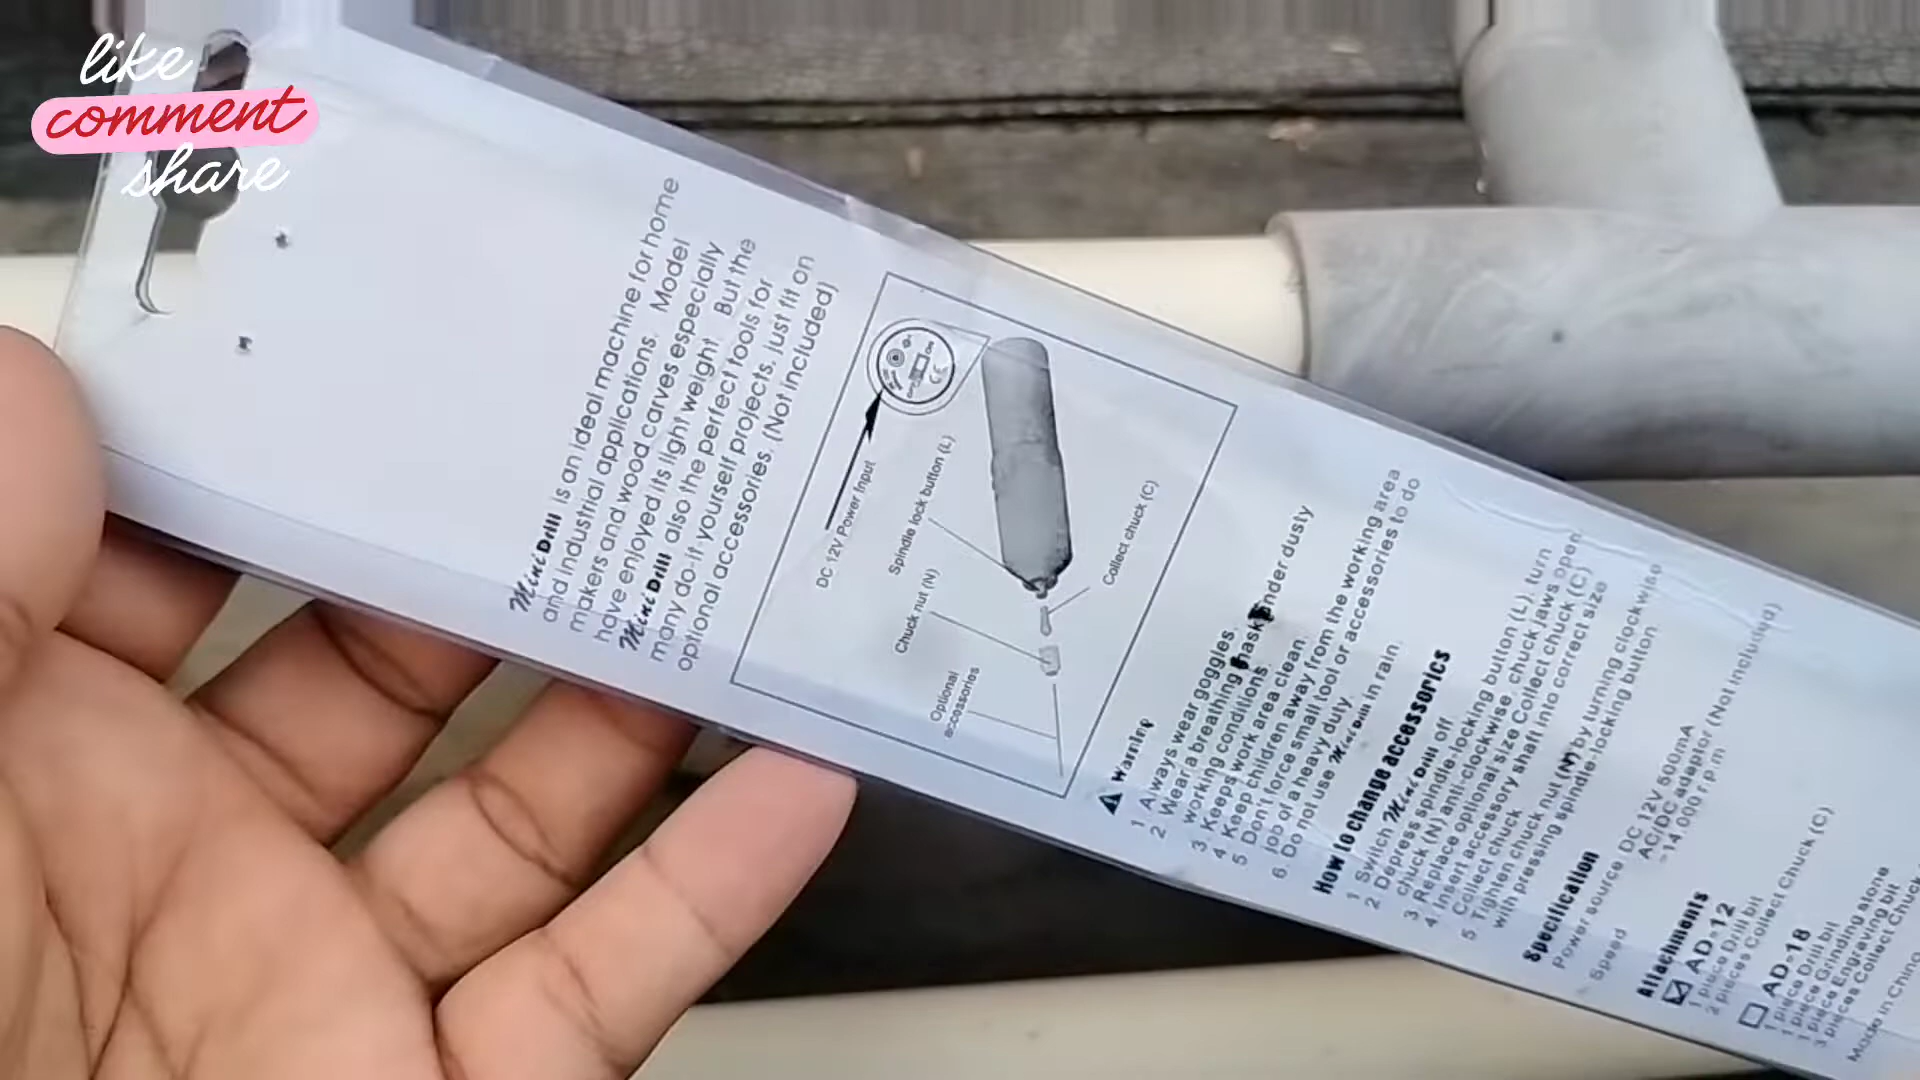 like
comment
share
Mini Drill is an ideal machine for home
and industrial applications. Model
makers and wood carves especially
have enjoyed its light weight. But the
Mini Drill also the perfect tools for
many do-it yourself projects, just fit on
optional accessories. (Not included)
DC 12V Power Input
Spindle lock button (L)
Chuck nut (N)
Collect chuck (C)
Optional
accessories
Warning
1 Always wear goggles
2 Wear a breathing mask under dusty
working conditions
3 Keeps work area clean
4 Keep children away from the working area
5 Don't force small tool or accessories to do
job of a heavy duty.
6. Do not use Mini Drill in rain.
How to change accessorics
1 Switch Mini Drill off
2 Depress spindle-locking button (L), turn
chuck (N) anti-clockwise, chuck jaws open
3 Replace optional size Collect chuck (C)
4 Insert accessory shaft into correct size
Collect chuck
5 Tighten chuck nut (N) by turning clockwise
with pressing spindle-locking button
Specification
Power source DC 12V 500mA
AC/DC adaptor (Not included)
Speed ~14 000 r.p.m
Attachments
AD-12
1 piece Drill bit
2 pieces Collect Chuck (C)
AD-18
1 piece Drill bit
1 piece Grinding stone
1 piece Engraving bit
3 pieces Collect Chuck
Made in China